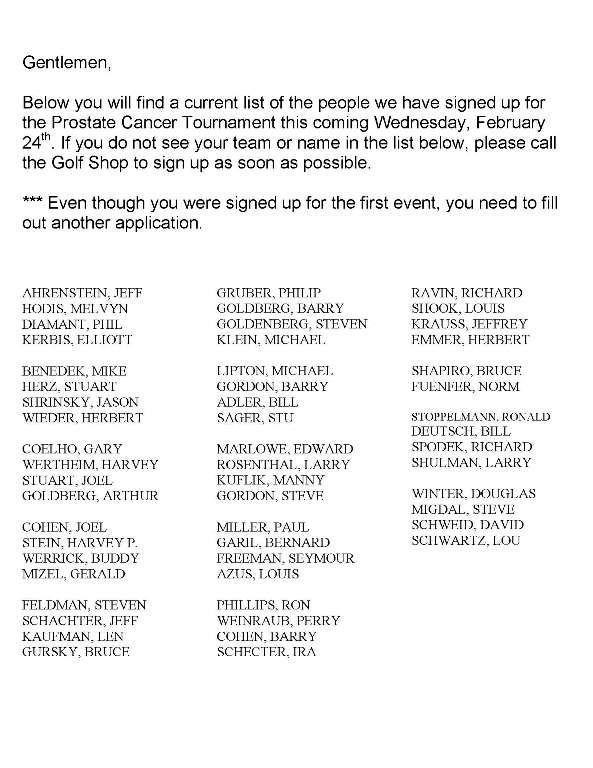 Gentlemen,
Below you will find a current list of the people we have signed up for
the Prostate Cancer Tournament this coming Wednesday, February
24th. If you do not see your team or name in the list below, please call
the Golf Shop to sign up as soon as possible.
*** Even though you were signed up for the first event, you need to fill
out another application.
AHRENSTEIN, JEFF
HODIS, MELVYN
DIAMANT, PHIL
KERBIS, ELLIOTT
BENEDEK, MIKE
HERZ, STUART
SHRINSKY, JASON
WIEDER, HERBERT
COELHO, GARY
WERTHEIM, HARVEY
STUART, JOEL
GOLDBERG, ARTHUR
COHEN, JOEL
STEIN, HARVEY P.
WERRICK, BUDDY
MIZEL, GERALD
FELDMAN, STEVEN
SCHACHTER, JEFF
KAUFMAN, LEN
GURSKY, BRUCE
GRUBER, PHILIP
GOLDBERG, BARRY
GOLDENBERG, STEVEN
KLEIN, MICHAEL
LIPTON, MICHAEL
GORDON, BARRY
ADLER, BILL
SAGER, STU
MARLOWE, EDWARD
ROSENTHAL, LARRY
KUFLIK, MANNY
GORDON, STEVE
MILLER, PAUL
GARIL, BERNARD
FREEMAN, SEYMOUR
AZUS, LOUIS
PHILLIPS, RON
WEINRAUB, PERRY
COHEN, BARRY
SCHECTER, IRA
RAVIN, RICHARD
SHOOK, LOUIS
KRAUSS, JEFFREY
EMMER, HERBERT
SHAPIRO, BRUCE
FUENFER, NORM
STOPPELMANN, RONALD
DEUTSCH, BILL
SPODEK, RICHARD
SHULMAN, LARRY
WINTER, DOUGLAS
MIGDAL, STEVE
SCHWEID, DAVID
SCHWARTZ, LOU